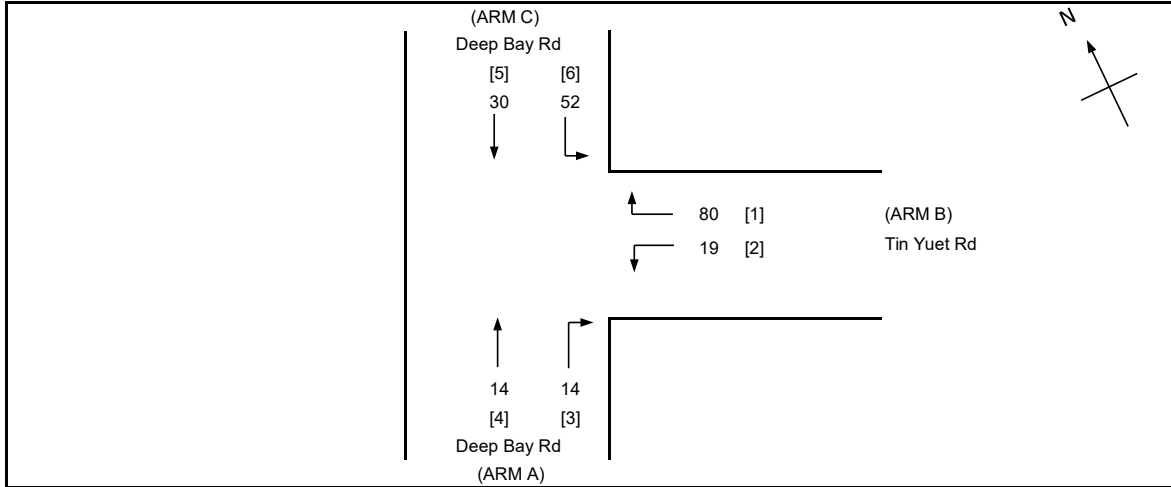 (ARM C)
Deep Bay Rd
[5] [6]
30 52
N
80 [1] (ARM B)
19 [2] Tin Yuet Rd
14 14
[4] [3]
Deep Bay Rd
(ARM A)